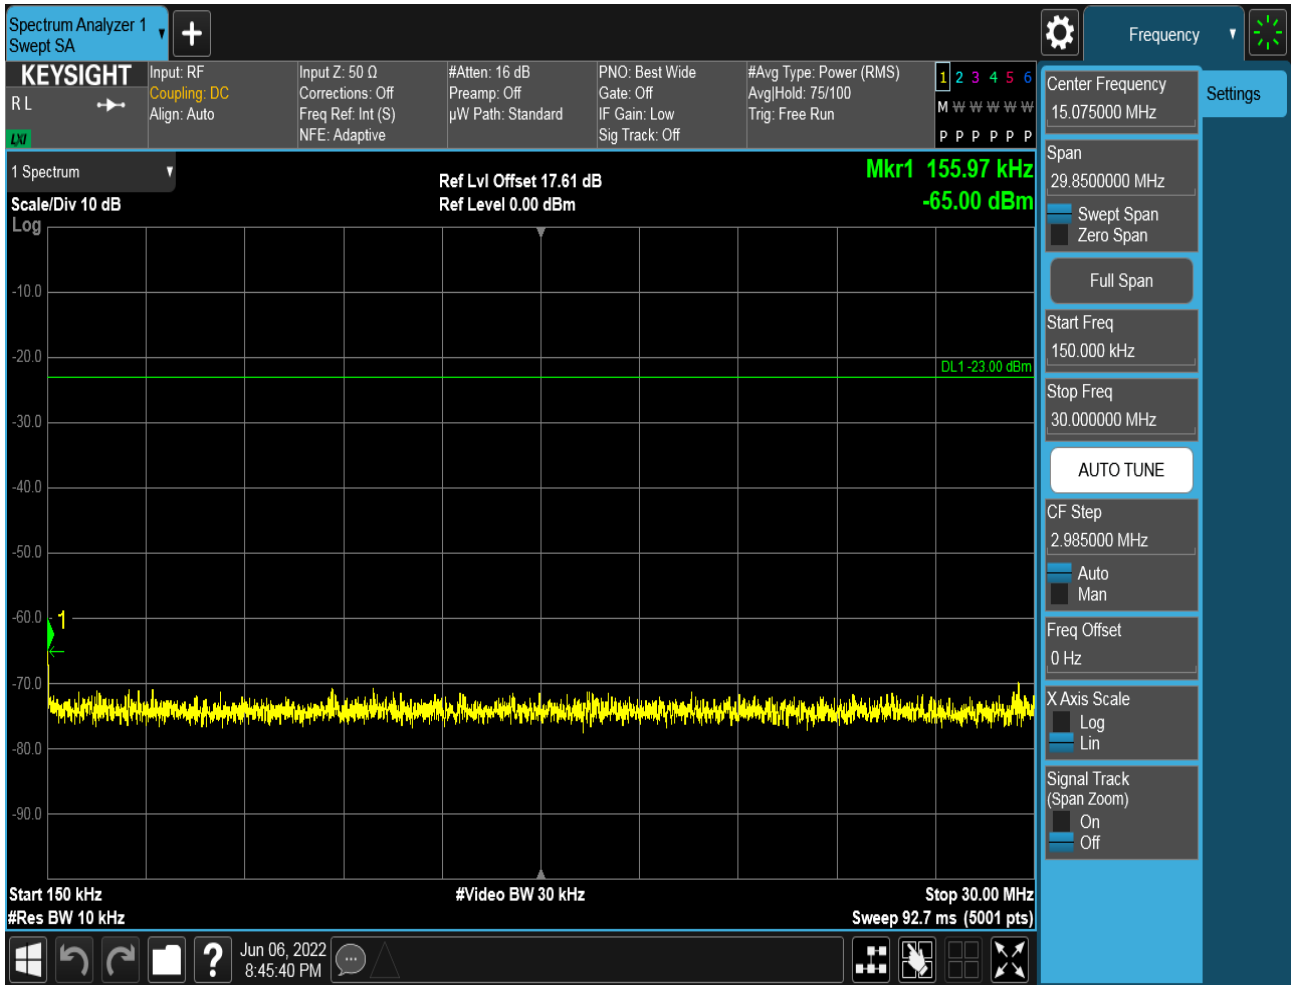 Spectrum Analyzer 1
Swept SA
Frequency
KEYSIGHT
R L
LXI
Input: RF
Coupling: DC
Align: Auto
Input Z: 50 Ω
Corrections: Off
Freq Ref: Int (S)
NFE: Adaptive
#Atten: 16 dB
Preamp: Off
µW Path: Standard
PNO: Best Wide
Gate: Off
IF Gain: Low
Sig Track: Off
#Avg Type: Power (RMS)
Avg|Hold: 75/100
Trig: Free Run
1 2 3 4 5 6
M W W W W W
P P P P P P
1 Spectrum
Scale/Div 10 dB
Log
Ref Lvl Offset 17.61 dB
Ref Level 0.00 dBm
Mkr1 155.97 kHz
-65.00 dBm
-10.0
-20.0
DL1 -23.00 dBm
-30.0
-40.0
-50.0
-60.0
1
-70.0
-80.0
-90.0
Start 150 kHz
#Res BW 10 kHz
#Video BW 30 kHz
Stop 30.00 MHz
Sweep 92.7 ms (5001 pts)
Center Frequency
15.075000 MHz
Settings
Span
29.8500000 MHz
Swept Span
Zero Span
Full Span
Start Freq
150.000 kHz
Stop Freq
30.000000 MHz
AUTO TUNE
CF Step
2.985000 MHz
Auto
Man
Freq Offset
0 Hz
X Axis Scale
Log
Lin
Signal Track
(Span Zoom)
On
Off
?
Jun 06, 2022
8:45:40 PM